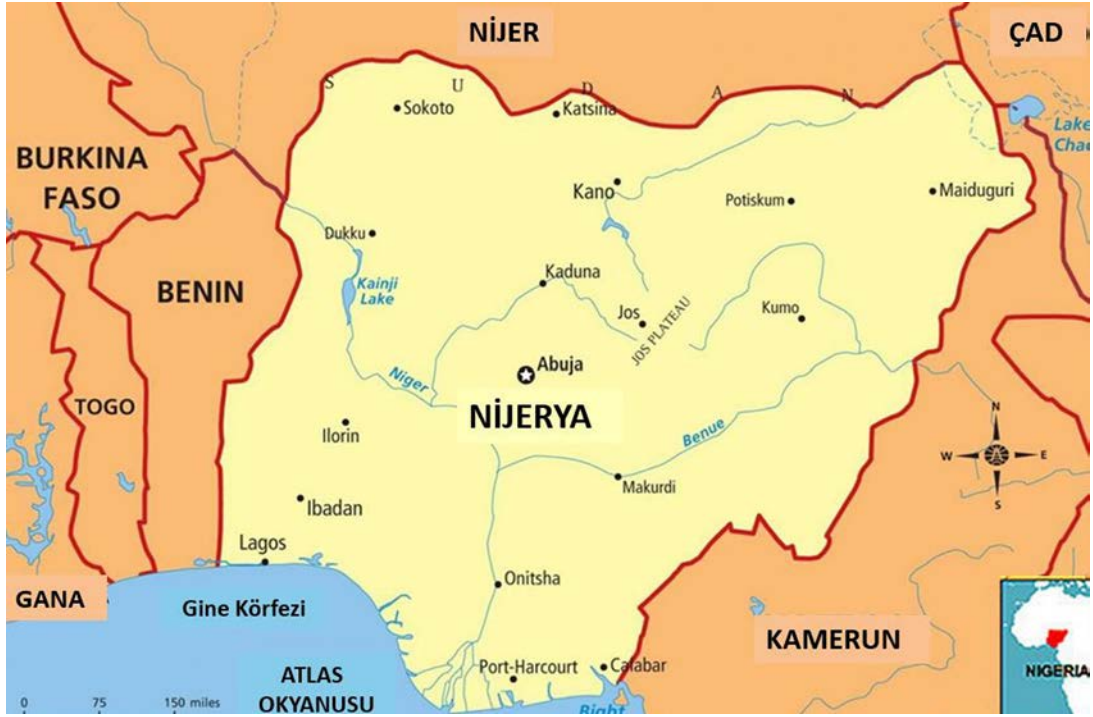 NİJER
ÇAD
S U D A N
Sokoto
Katsina
Lake
Chad
BURKINA
FASO
Kano
Potiskum
Maiduguri
Dukku
Kaduna
Kainji
Lake
BENIN
Jos
Kumo
JOS PLATEAU
Abuja
Niger
NİJERYA
TOGO
Ilorin
Benue
N
W E
S
Makurdi
Ibadan
Lagos
Onitsha
GANA
Gine Körfezi
KAMERUN
ATLAS
OKYANUSU
Port-Harcourt
Calabar
NIGERIA
0 75 150 miles
Bight